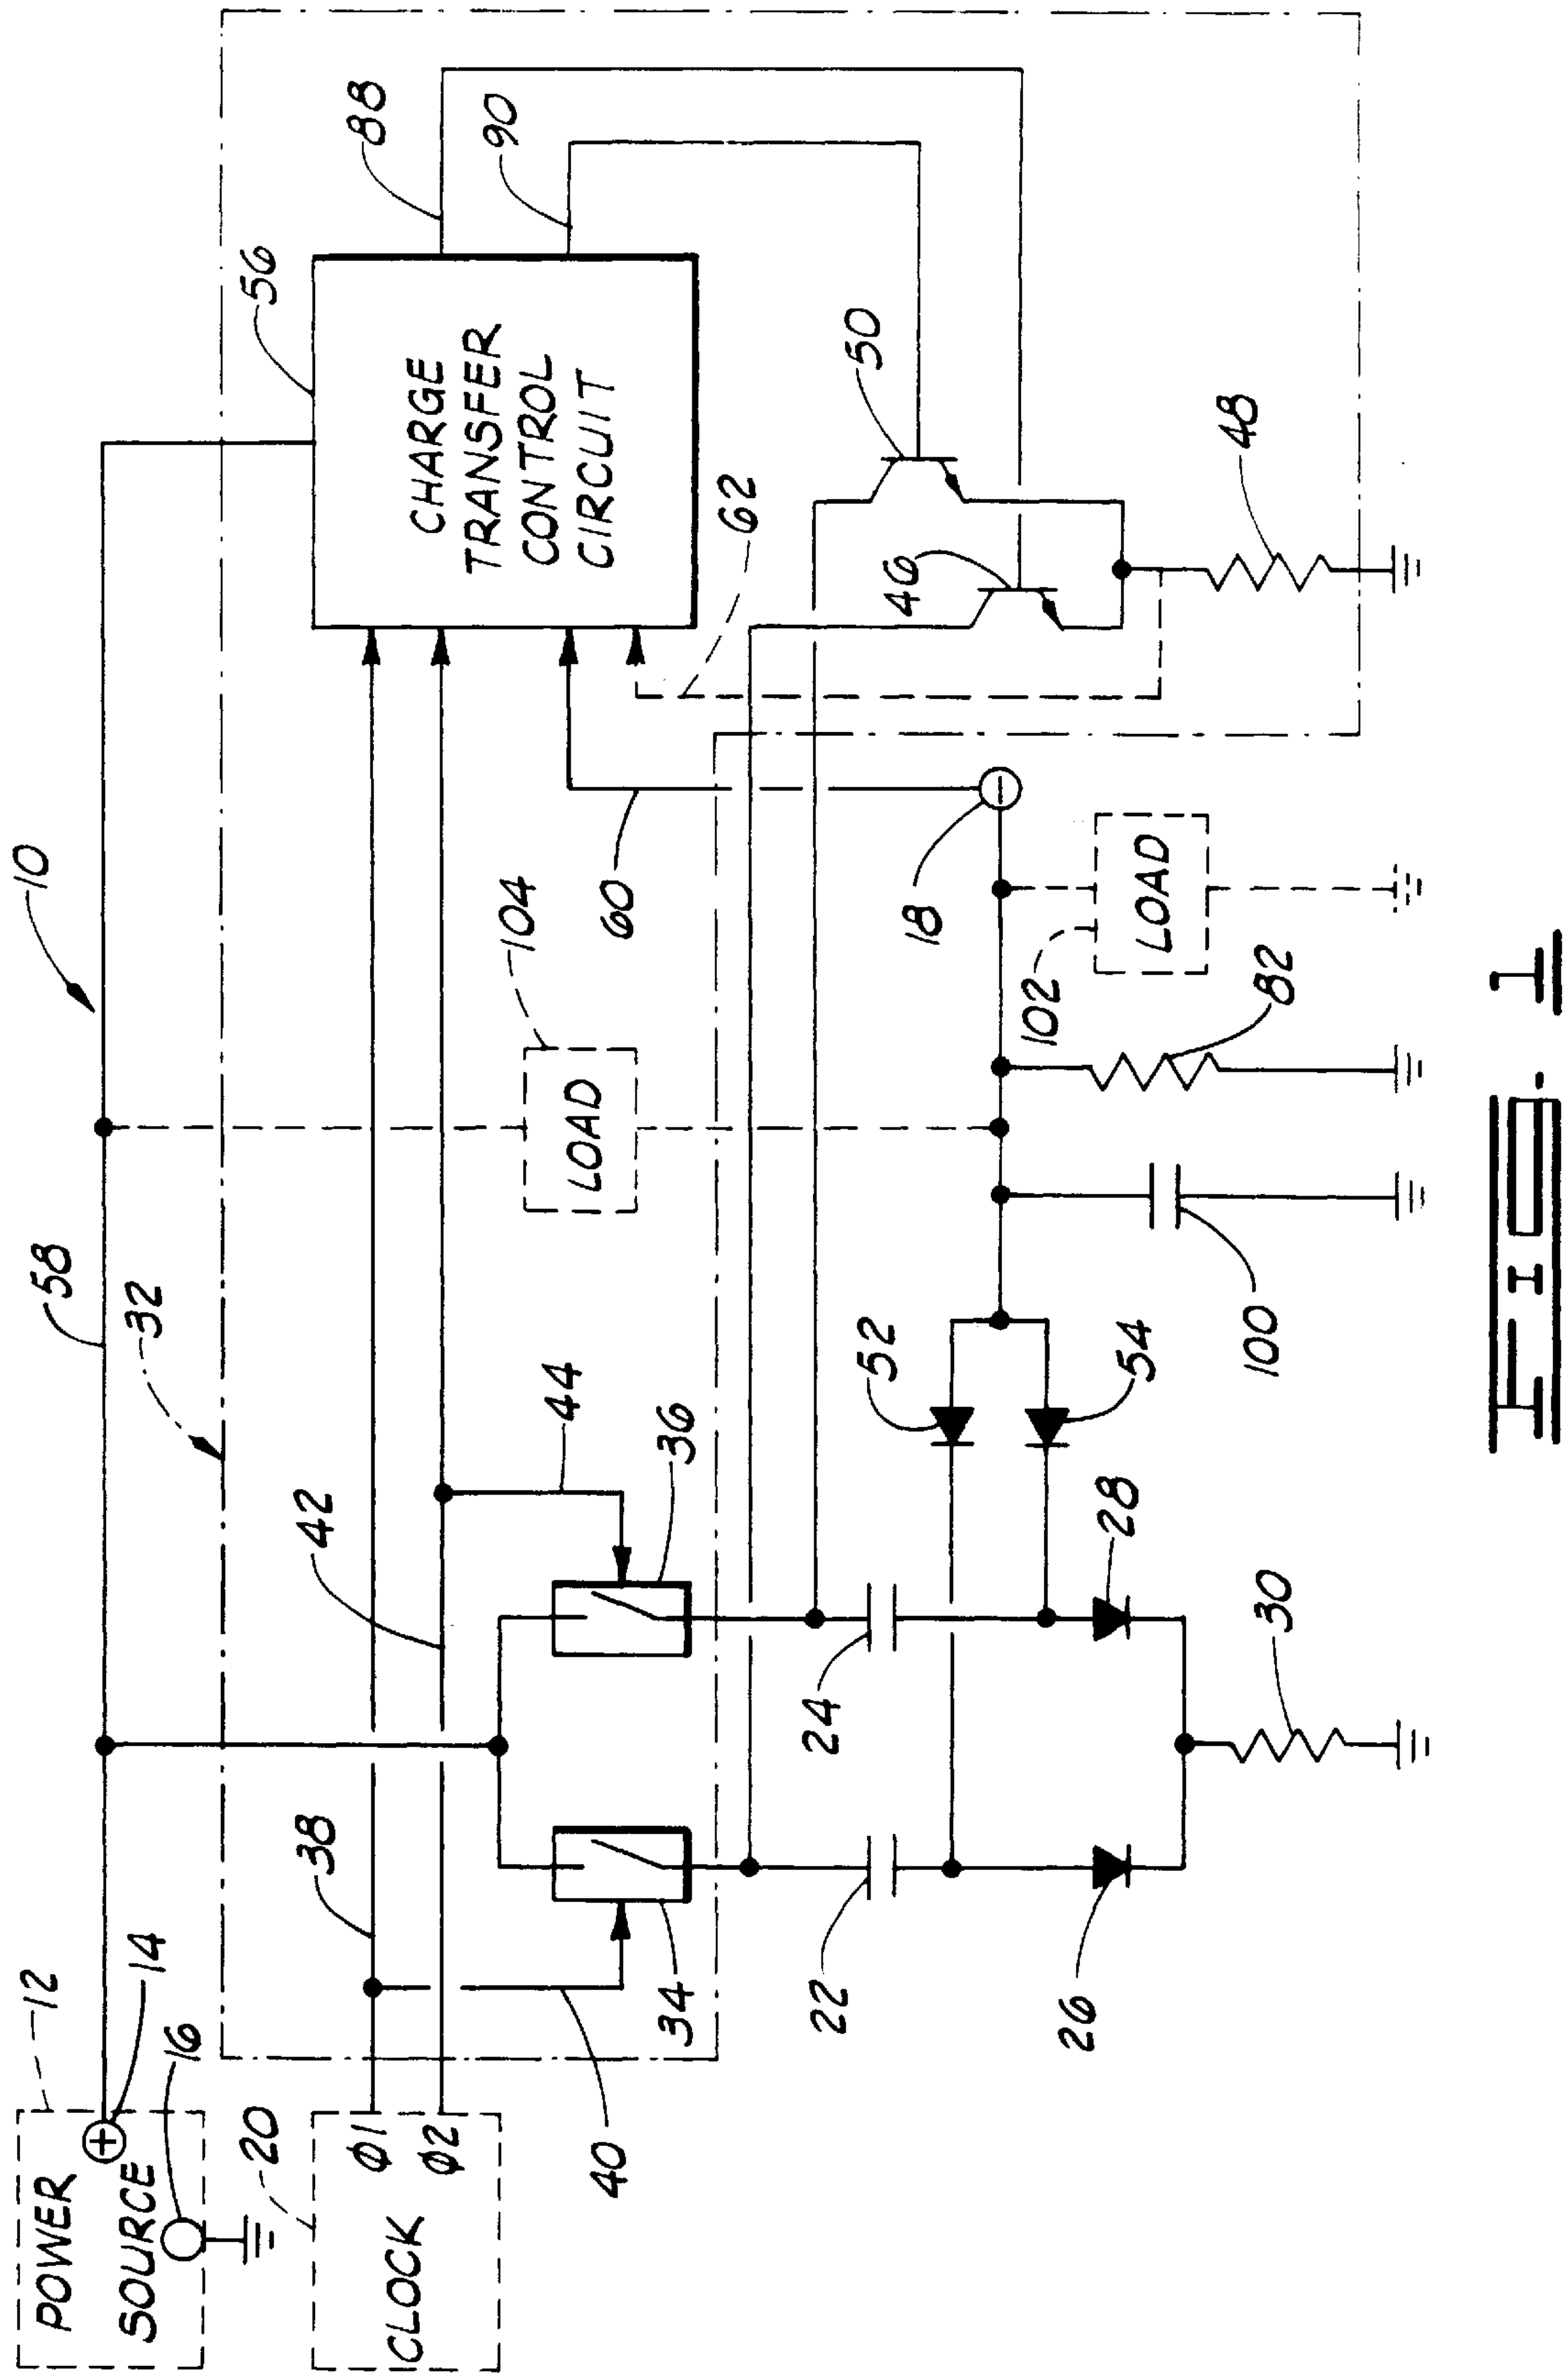 10
58
12
POWER
SOURCE
14
16
32
56
88
90
CHARGE
TRANSFER
CONTROL
CIRCUIT
20
CLOCK
Φ1
Φ2
38
42
40
44
34
36
104
LOAD
60
62
50
46
48
18
22
24
52
54
26
28
30
100
82
102
LOAD
FIG. 1